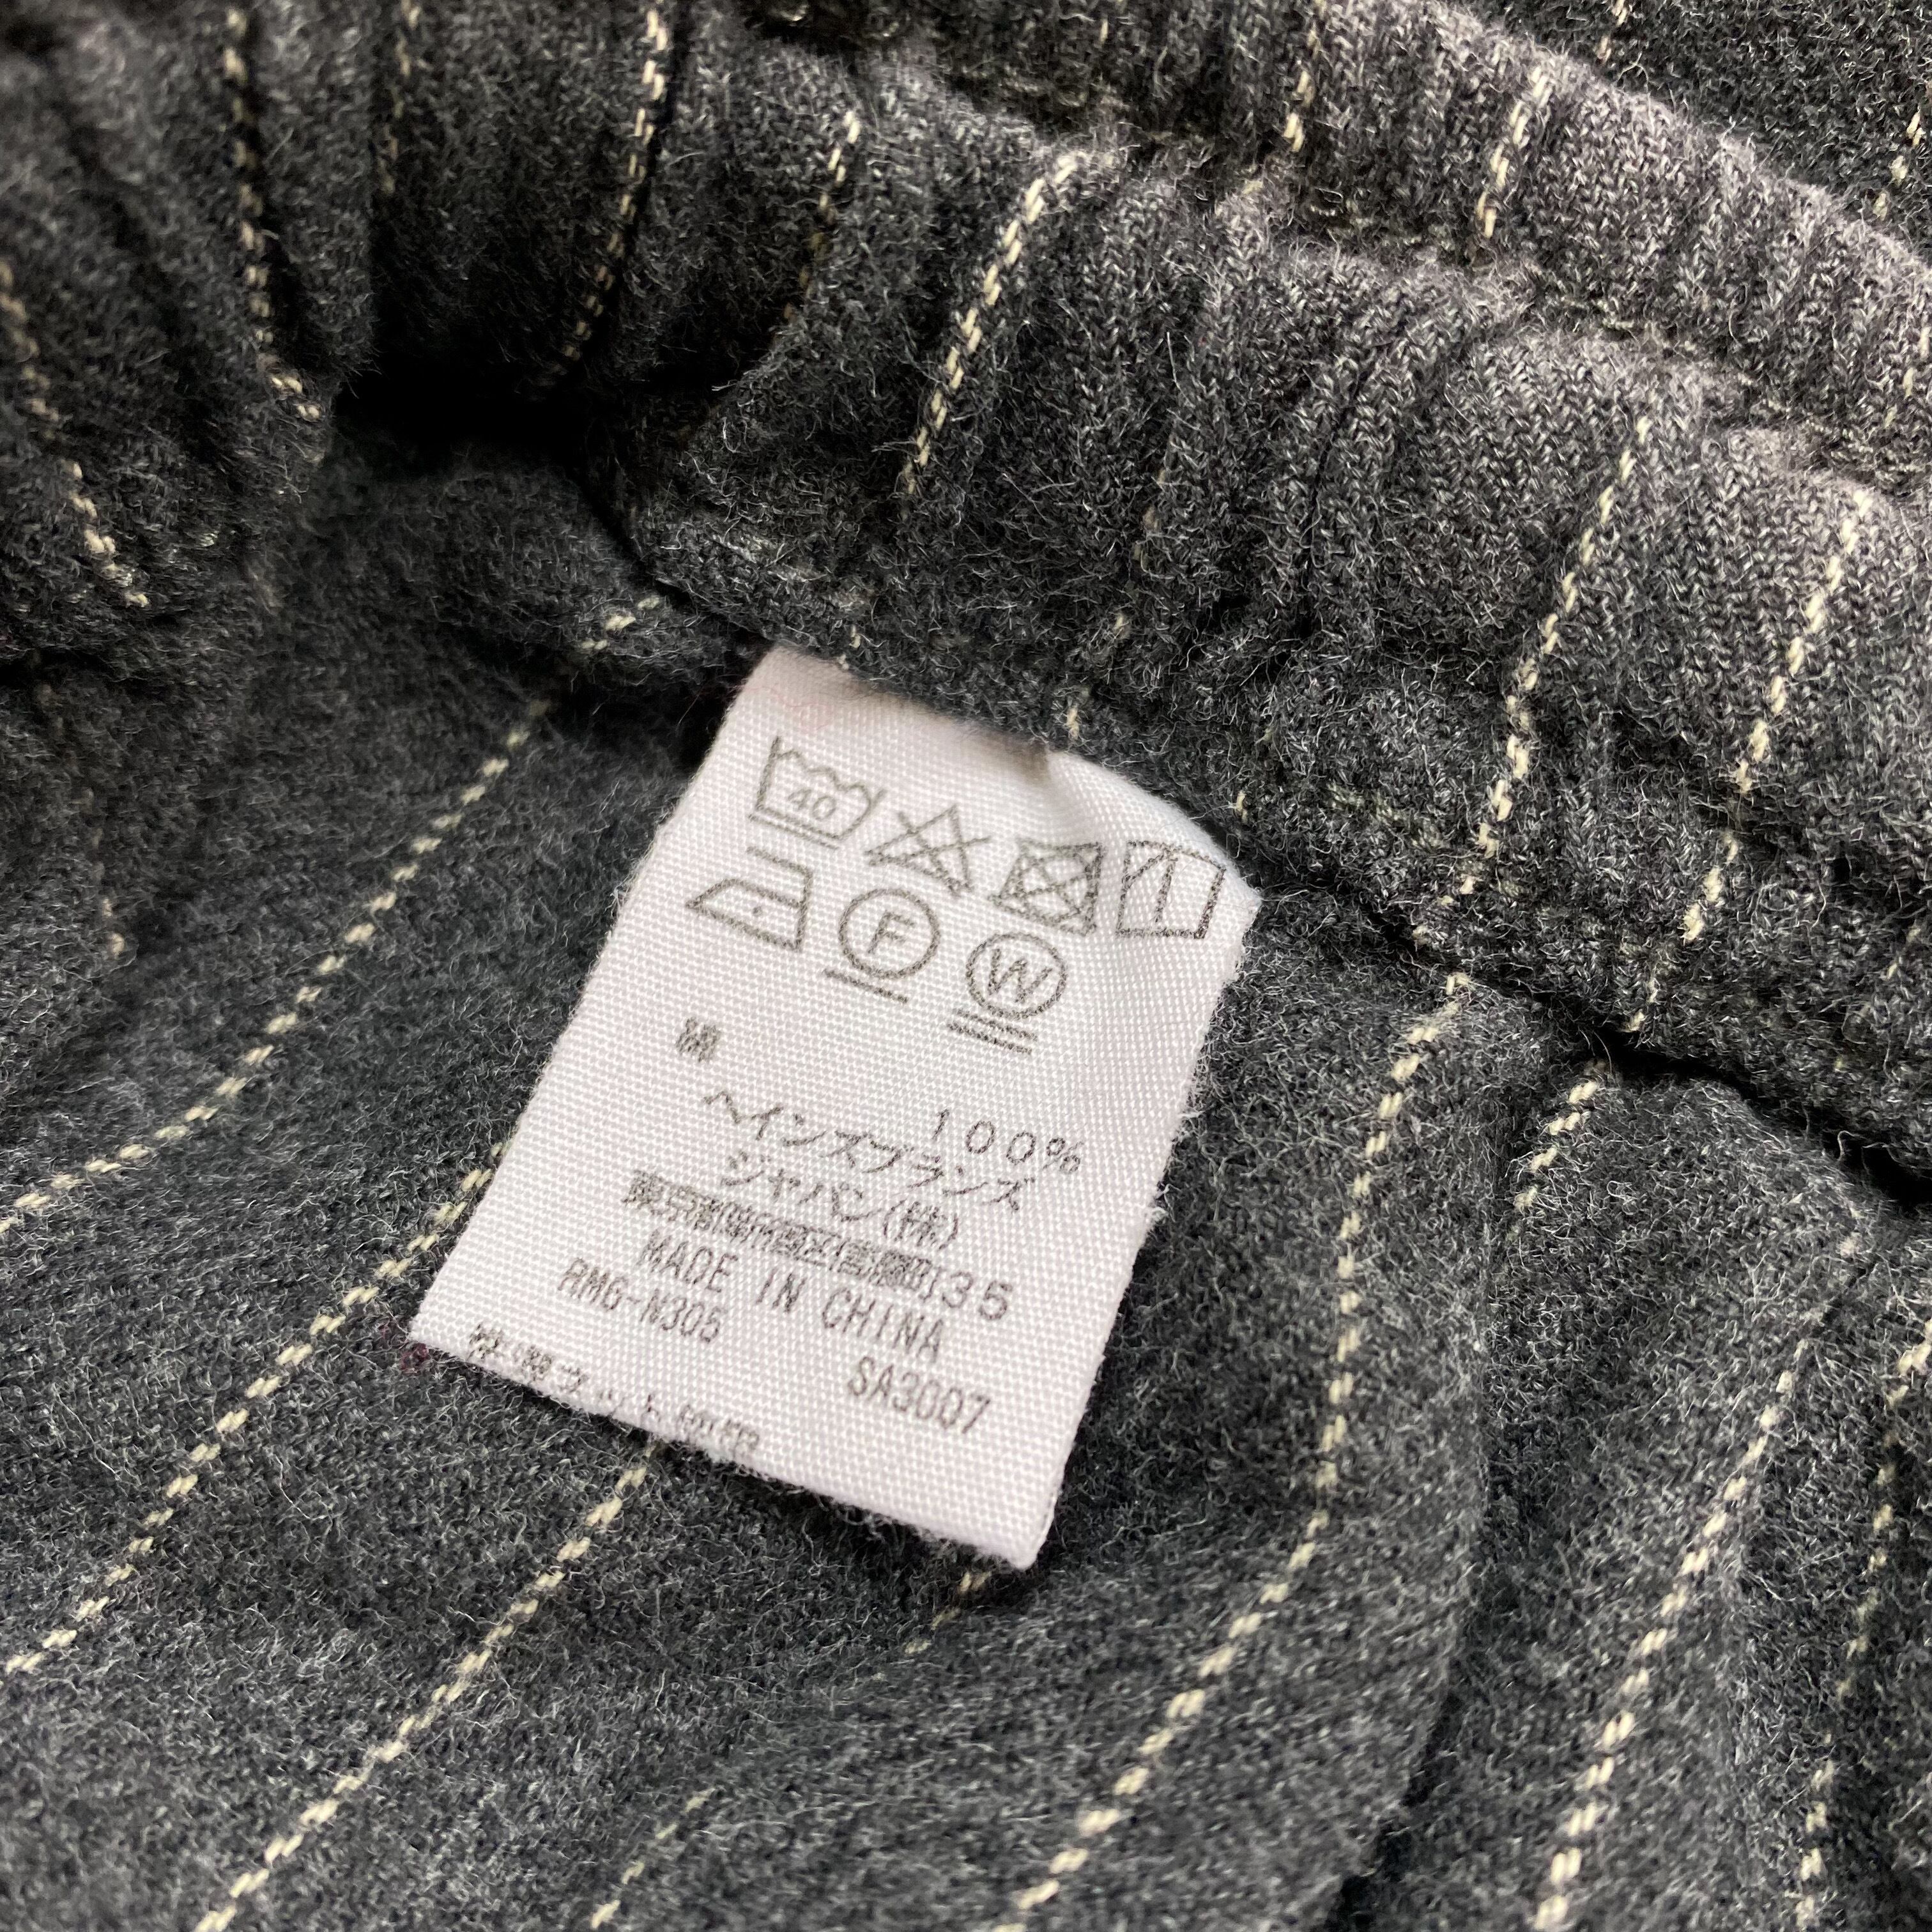 40
F W
綿
100%
ヘインズブランズ
ジャパン(株)
35
MADE IN CHINA
RMG-N305
SA3007